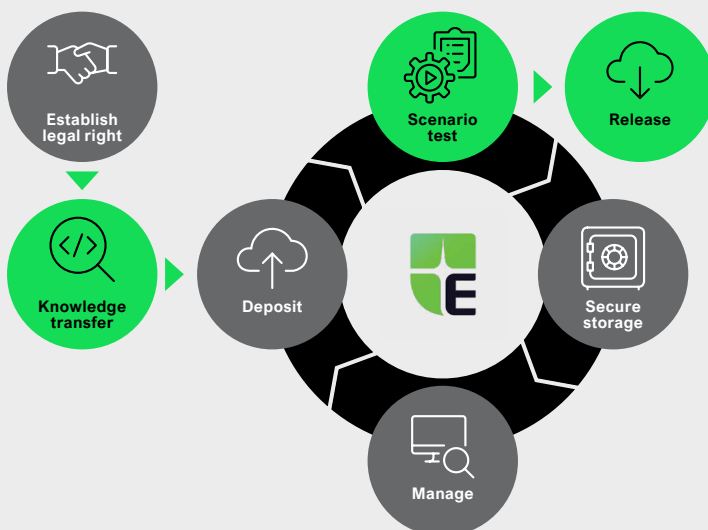 Establish
legal right
Scenario
test
Release
Knowledge
transfer
Deposit
E
Secure
storage
Manage